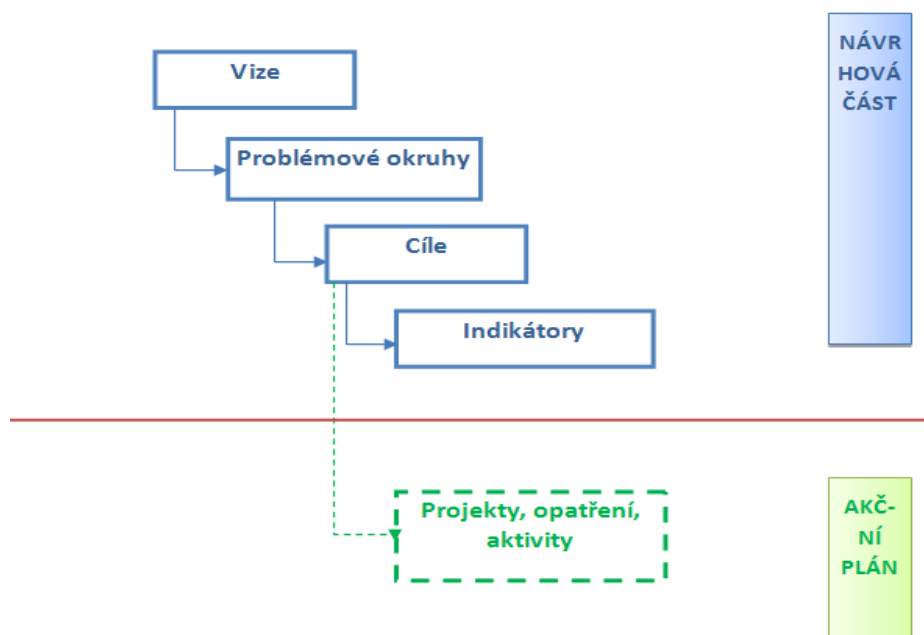 Vize
NÁVR
HOVÁ
ČÁST
Problémové okruhy
Cíle
Indikátory
Projekty, opatření,
aktivity
AKČ-
NÍ
PLÁN